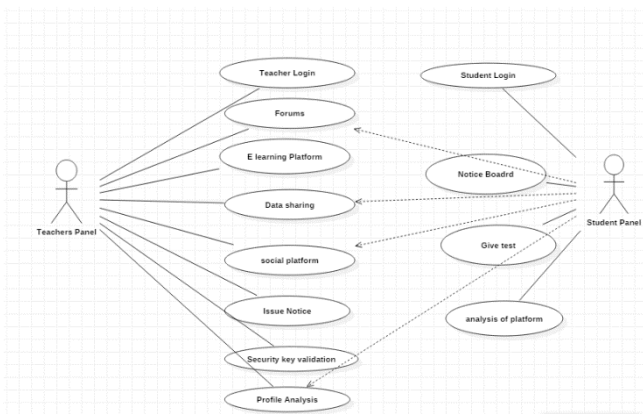 Teacher Login
Student Login
Forums
E learning Platform
Notice Boadrd
Data sharing
Teachers Panel
Student Panel
Give test
social platform
Issue Notice
analysis of platform
Security key validation
Profile Analysis